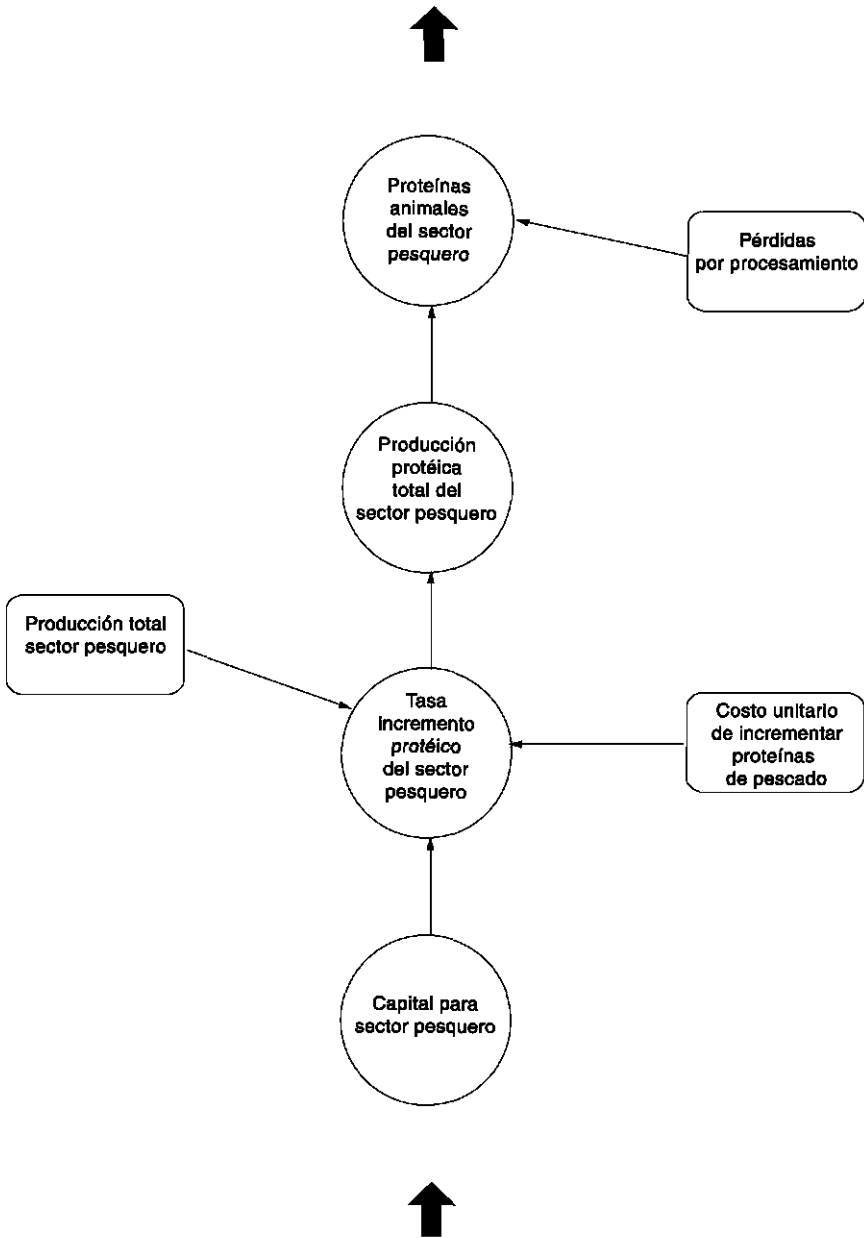 Proteínas
animales
del sector
pesquero
Pérdidas
por procesamiento
Producción
protéica
total del
sector pesquero
Producción total
sector pesquero
Tasa
incremento
protéico
del sector
pesquero
Costo unitario
de incrementar
proteínas
de pescado
Capital para
sector pesquero